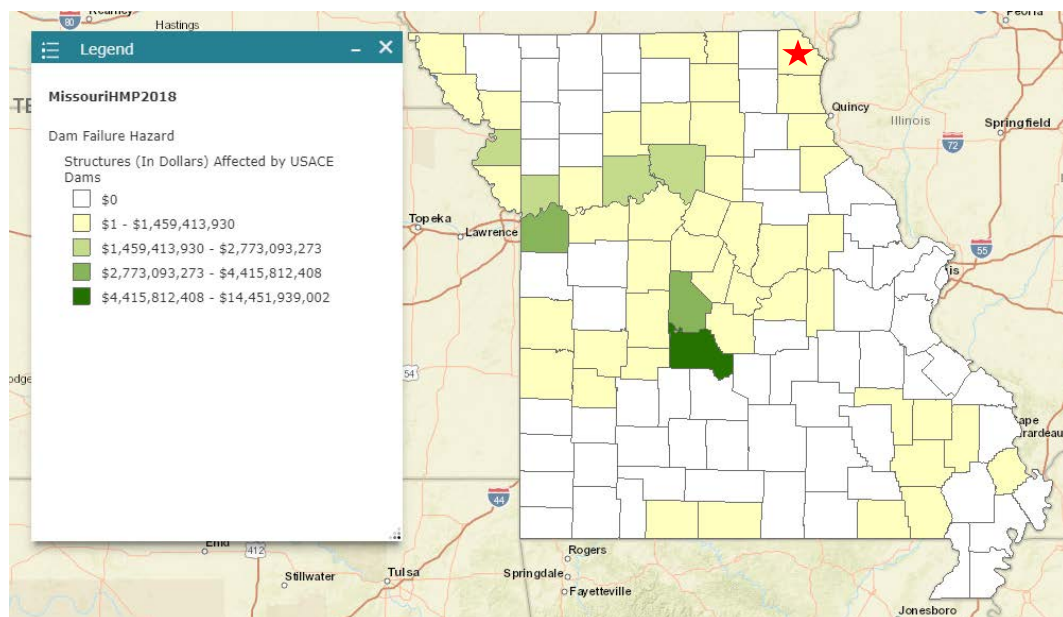 80
Hastings
Peoria
Legend
MissouriHMP2018
Dam Failure Hazard
Structures (In Dollars) Affected by USACE
Dams
$0
$1 - $1,459,413,930
$1,459,413,930 - $2,773,093,273
$2,773,093,273 - $4,415,812,408
$4,415,812,408 - $14,451,939,002
Quincy
Illinois
Springfield
72
Topeka
Lawrence
55
54
44
412
Rogers
Springdale
Fayetteville
Stillwater
Tulsa
Jonesboro